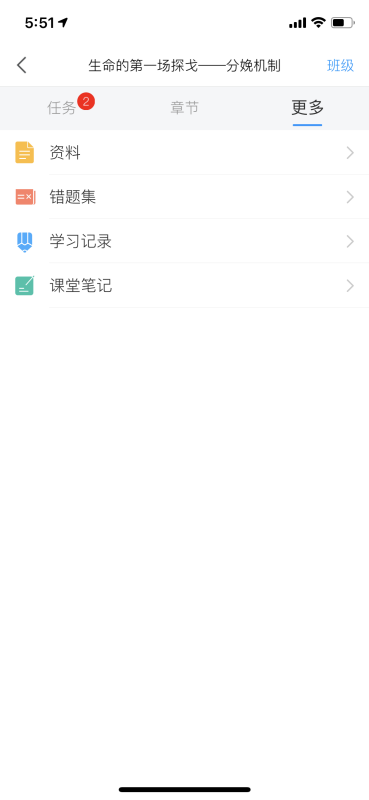 5:51
生命的第一场探戈——分娩机制
班级
任务 2
章节
更多
资料
错题集
学习记录
课堂笔记